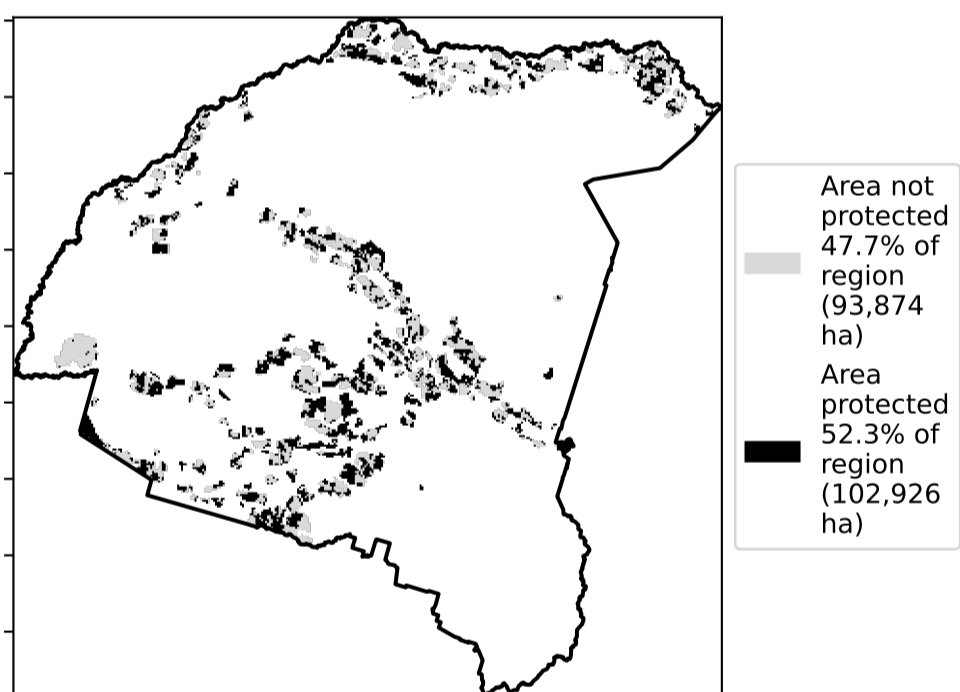 Area not
protected
47.7% of
region
(93,874
ha)
Area
protected
52.3% of
region
(102,926
ha)